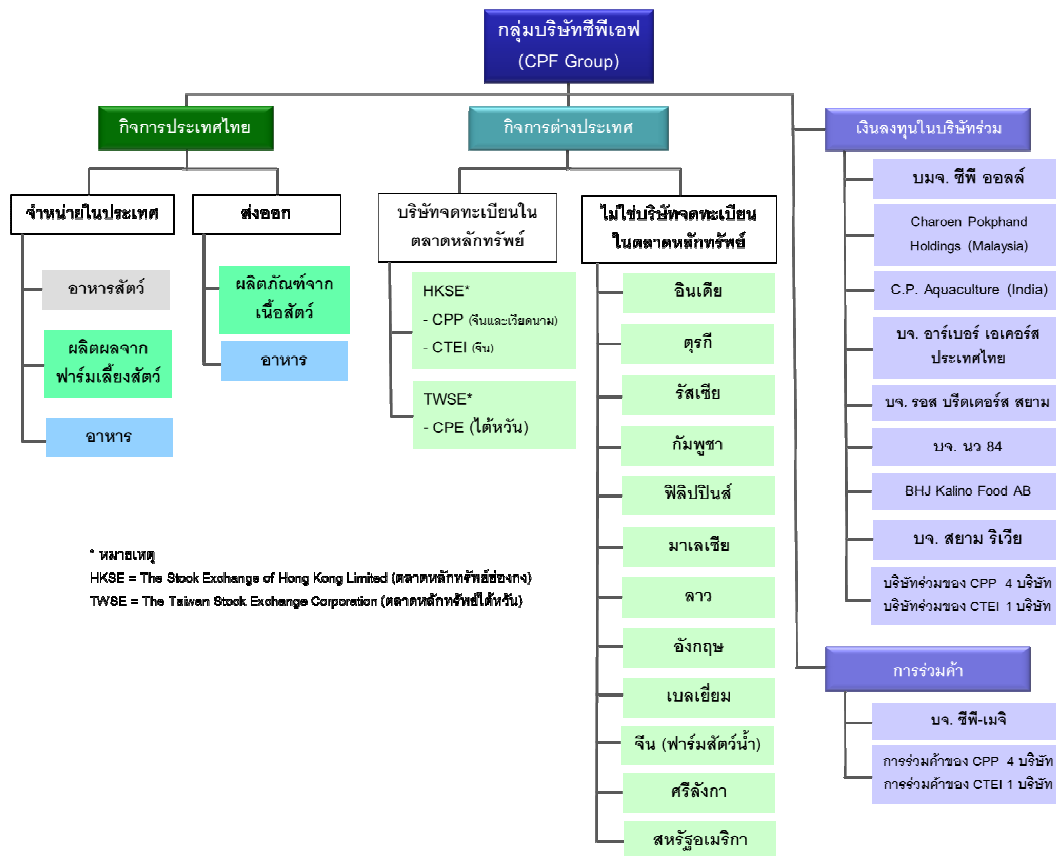 กลุ่มบริษัทซีพีเอฟ
(CPF Group)
กิจการประเทศไทย
จำหน่ายในประเทศ
อาหารสัตว์
ผลิตผลจาก
ฟาร์มเลี้ยงสัตว์
อาหาร
ส่งออก
ผลิตภัณฑ์จาก
เนื้อสัตว์
อาหาร
กิจการต่างประเทศ
บริษัทจดทะเบียนใน
ตลาดหลักทรัพย์
HKSE*
- CPP (จีนและเวียดนาม)
- CTEI (จีน)
TWSE*
- CPE (ไต้หวัน)
ไม่ใช่บริษัทจดทะเบียน
ในตลาดหลักทรัพย์
อินเดีย
ตุรกี
รัสเซีย
กัมพูชา
ฟิลิปปินส์
มาเลเซีย
ลาว
อังกฤษ
เบลเยี่ยม
จีน (ฟาร์มสัตว์น้ำ)
ศรีลังกา
สหรัฐอเมริกา
เงินลงทุนในบริษัทร่วม
บมจ. ซีพี ออลล์
Charoen Pokphand
Holdings (Malaysia)
C.P. Aquaculture (India)
บจ. อาร์เบอร์ เอเคอร์ส
ประเทศไทย
บจ. รอส บรีดเดอร์ส สยาม
บจ. นว 84
BHJ Kalino Food AB
บจ. สยาม ริเวีย
บริษัทร่วมของ CPP 4 บริษัท
บริษัทร่วมของ CTEI 1 บริษัท
การร่วมค้า
บจ. ซีพี-เมจิ
การร่วมค้าของ CPP 4 บริษัท
การร่วมค้าของ CTEI 1 บริษัท
* หมายเหตุ
HKSE = The Stock Exchange of Hong Kong Limited (ตลาดหลักทรัพย์ฮ่องกง)
TWSE = The Taiwan Stock Exchange Corporation (ตลาดหลักทรัพย์ไต้หวัน)